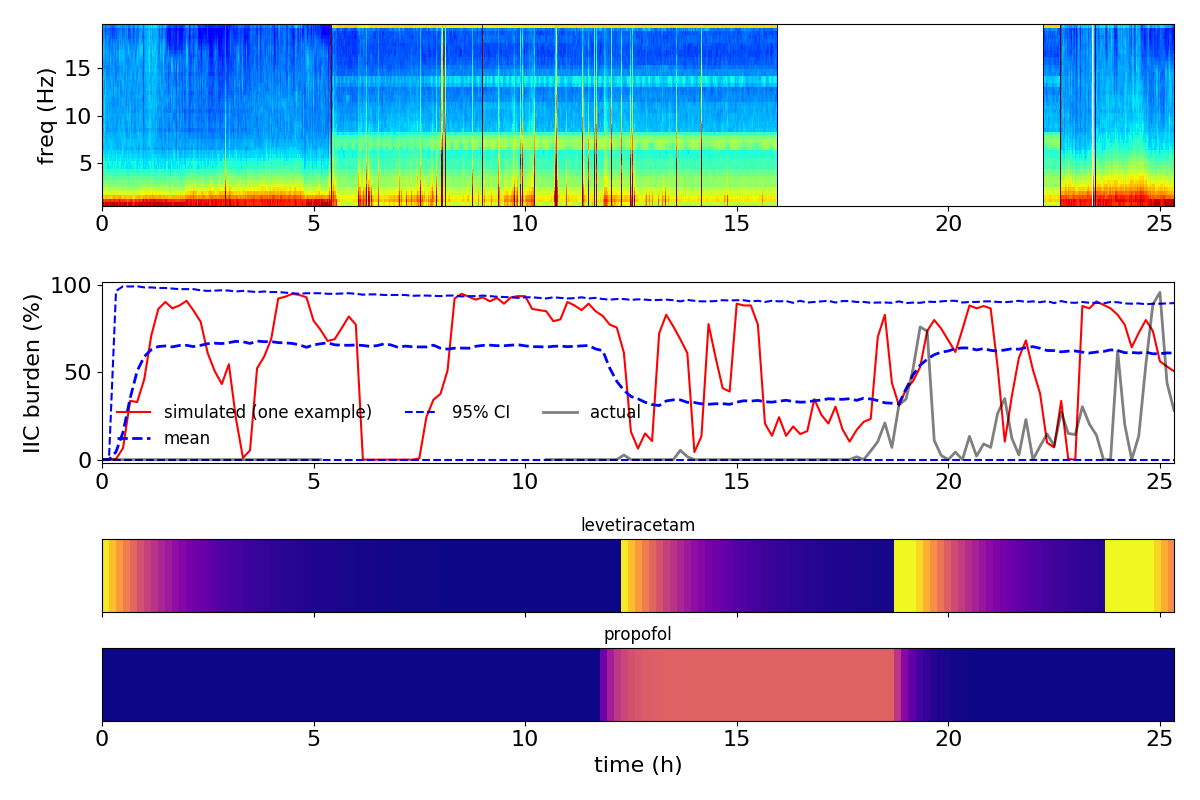 freq (Hz)
15
10
5
0 5 10 15 20 25
IIC burden (%)
100
50
0
simulated (one example) 95% CI actual
mean
0 5 10 15 20 25
levetiracetam
propofol
0 5 10 15 20 25
time (h)